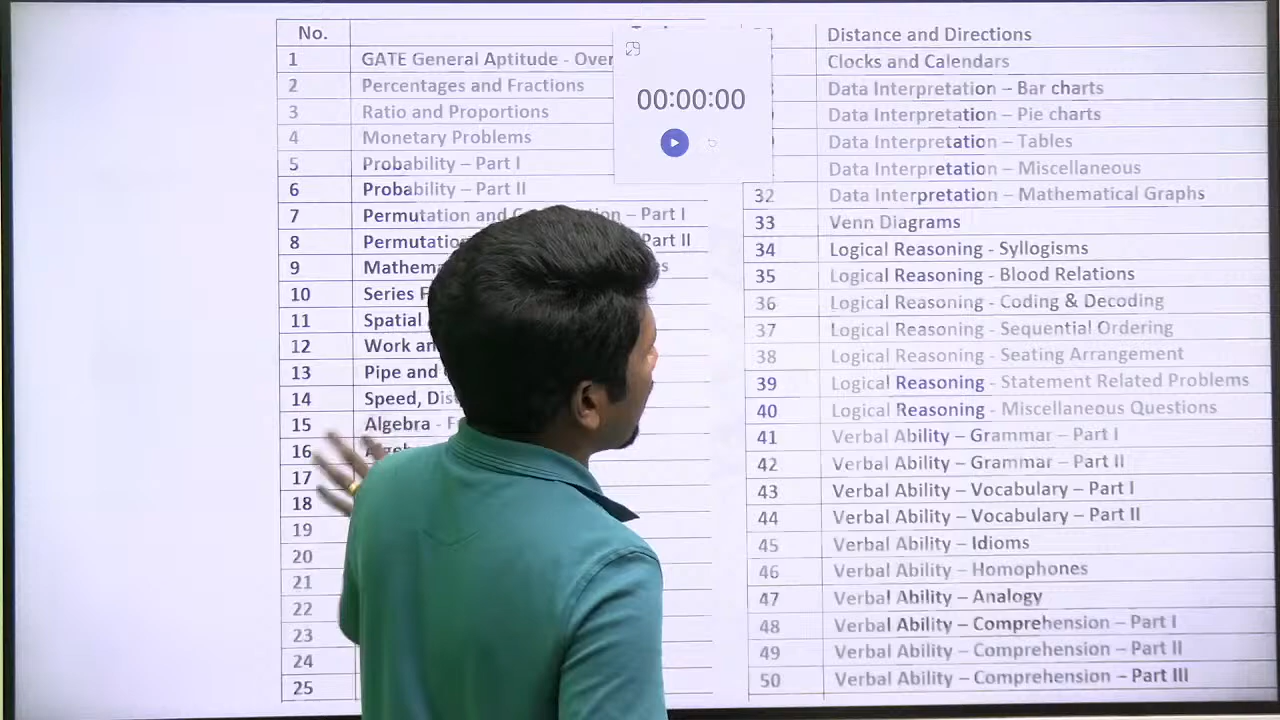 No.
1 GATE General Aptitude - Over
2 Percentages and Fractions
3 Ratio and Proportions
4 Monetary Problems
5 Probability – Part I
6 Probability – Part II
7 Permutation and – Part I
8 Part II
9
10 Series
11 Spatial
12 Work
13 Pipe and
14 Speed,
15 Algebra -
16
17
18
19
20
21
22
23
24
25
00:00:00
Distance and Directions
Clocks and Calendars
Data Interpretation – Bar charts
Data Interpretation – Pie charts
Data Interpretation – Tables
Data Interpretation – Miscellaneous
32 Data Interpretation – Mathematical Graphs
33 Venn Diagrams
34 Logical Reasoning - Syllogisms
35 Logical Reasoning - Blood Relations
36 Logical Reasoning - Coding & Decoding
37 Logical Reasoning - Sequential Ordering
38 Logical Reasoning - Seating Arrangement
39 Logical Reasoning - Statement Related Problems
40 Logical Reasoning - Miscellaneous Questions
41 Verbal Ability – Grammar – Part I
42 Verbal Ability – Grammar – Part II
43 Verbal Ability – Vocabulary – Part I
44 Verbal Ability – Vocabulary – Part II
45 Verbal Ability – Idioms
46 Verbal Ability – Homophones
47 Verbal Ability – Analogy
48 Verbal Ability – Comprehension – Part I
49 Verbal Ability – Comprehension – Part II
50 Verbal Ability – Comprehension – Part III